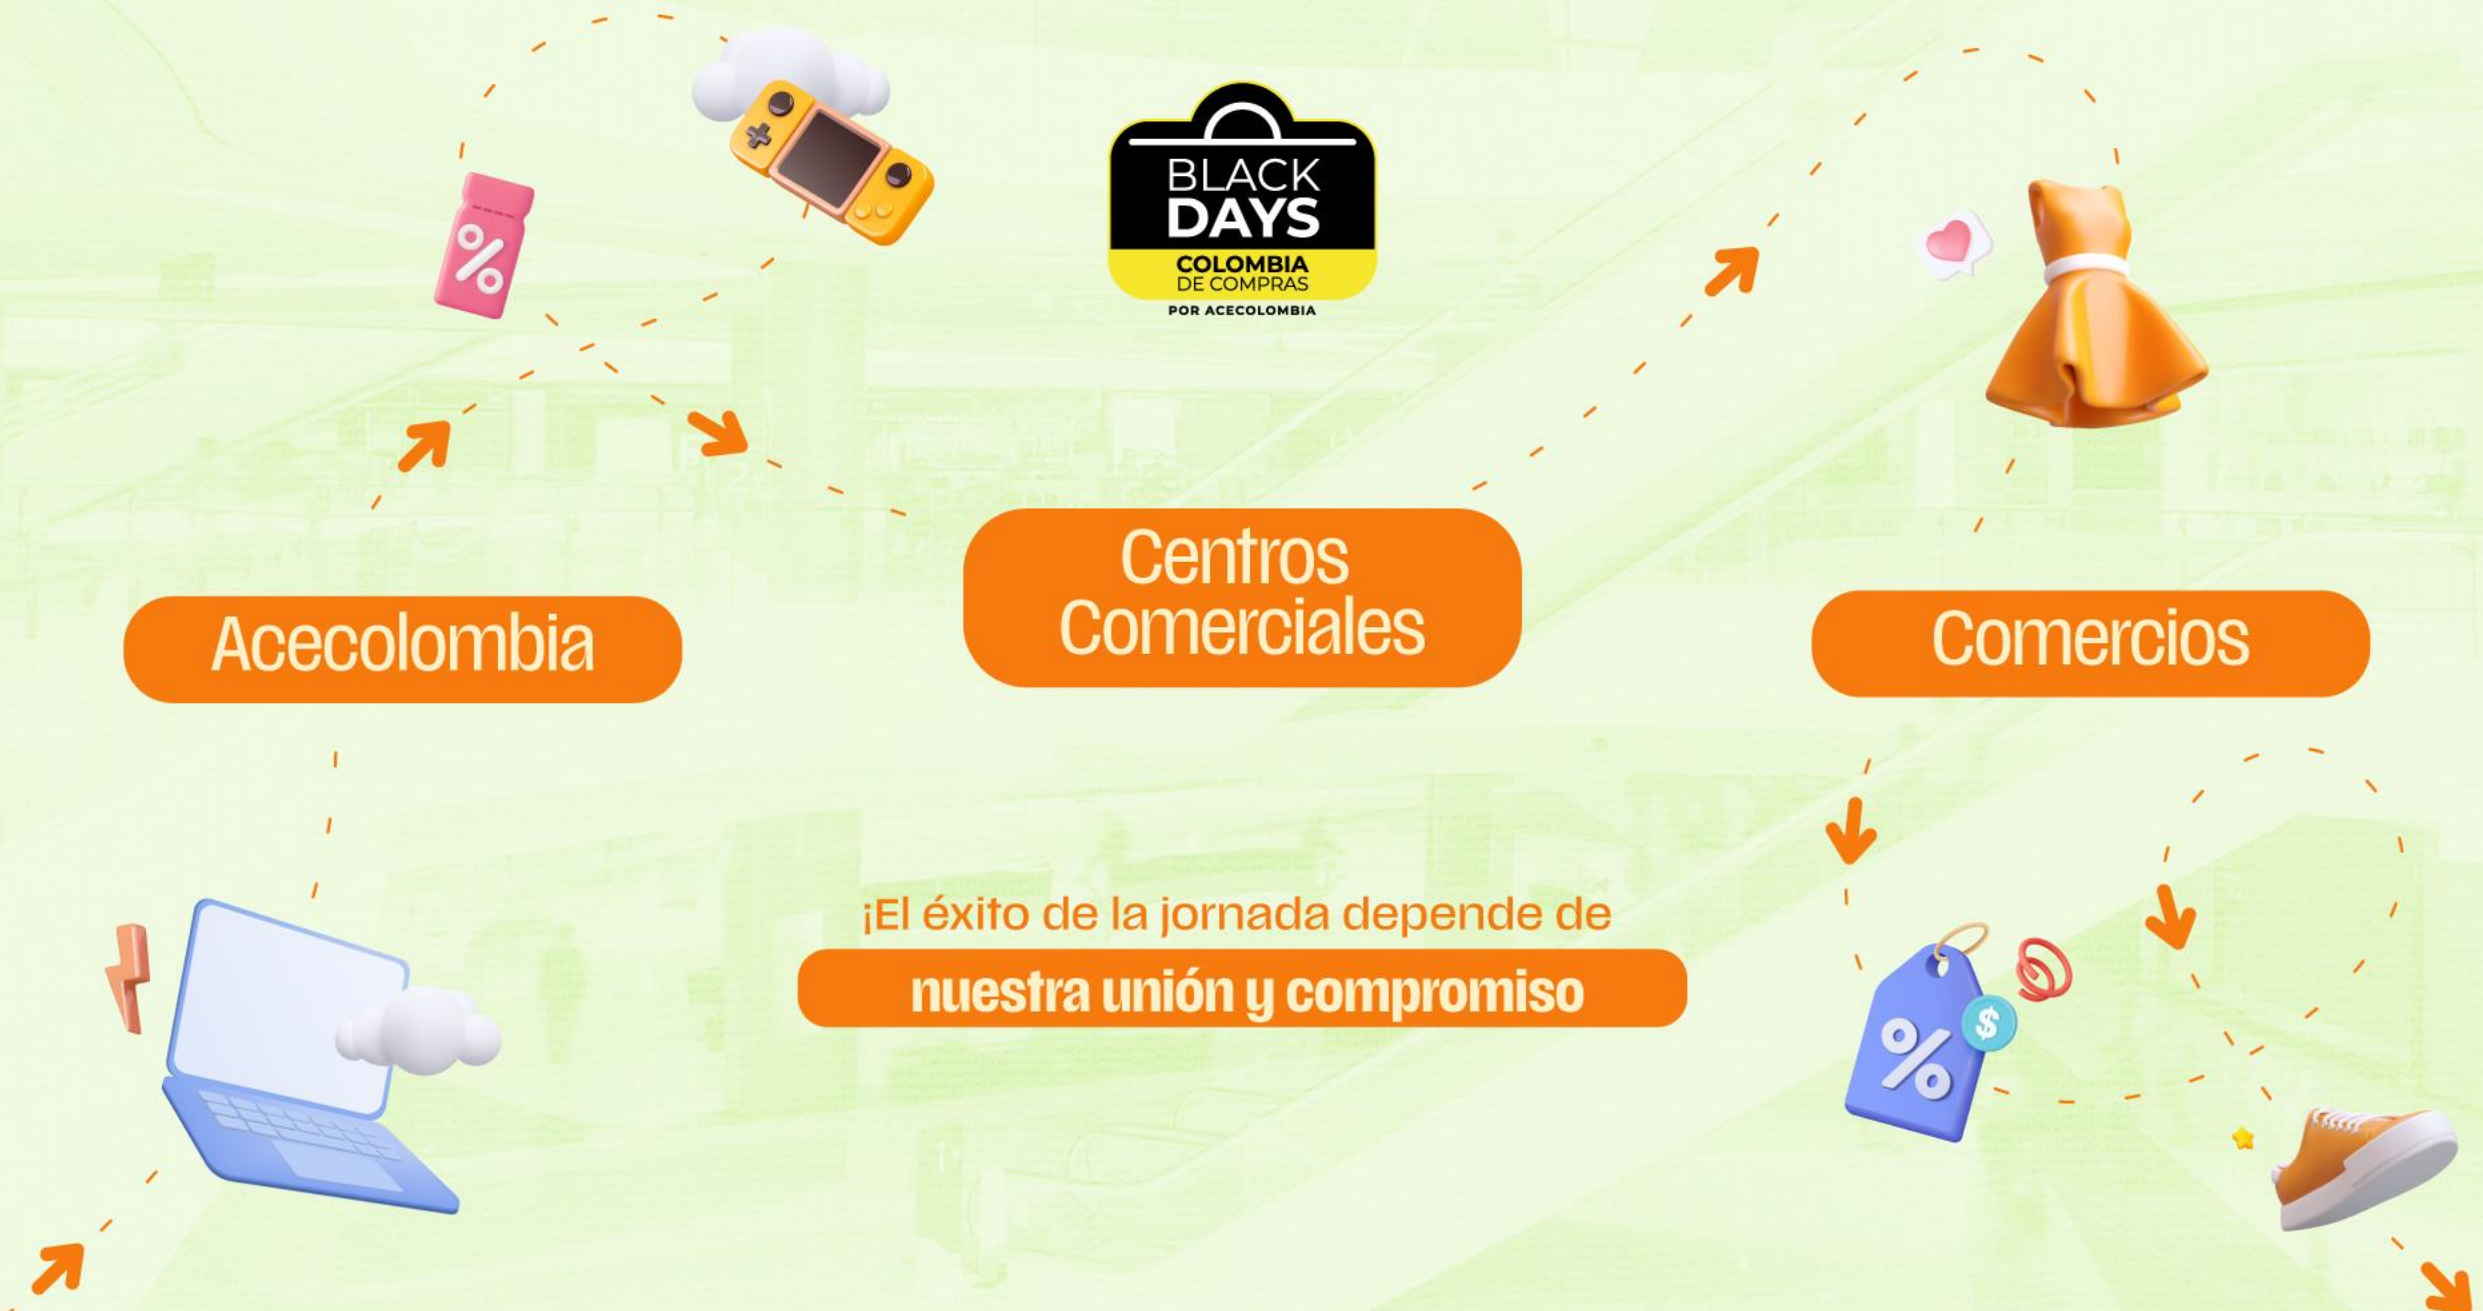 BLACK
DAYS
COLOMBIA
DE COMPRAS
POR ACECOLOMBIA
Acecolombia
Centros
Comerciales
Comercios
¡El éxito de la jornada depende de
nuestra unión y compromiso
%
%
$